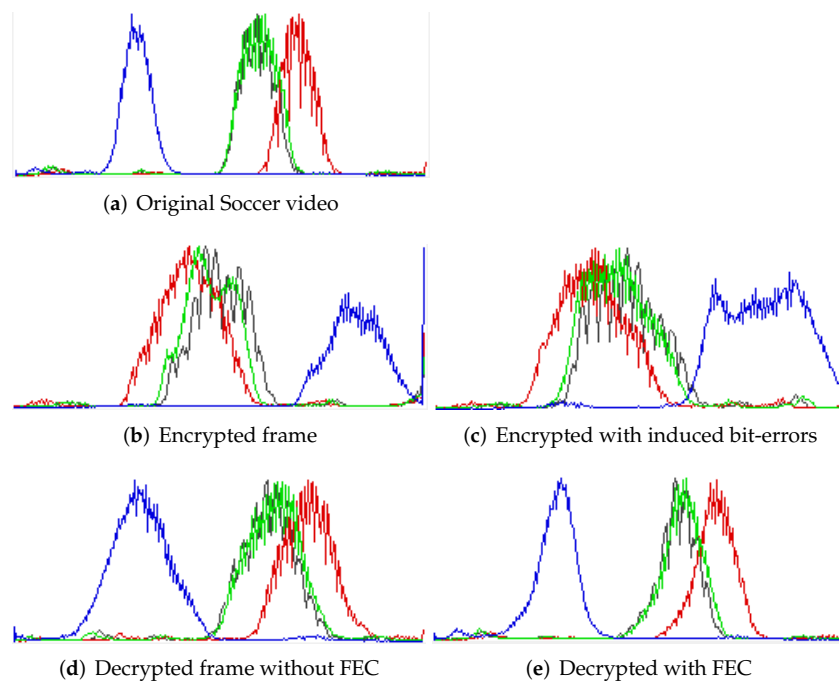 (a) Original Soccer video
(b) Encrypted frame
(c) Encrypted with induced bit-errors
(d) Decrypted frame without FEC
(e) Decrypted with FEC